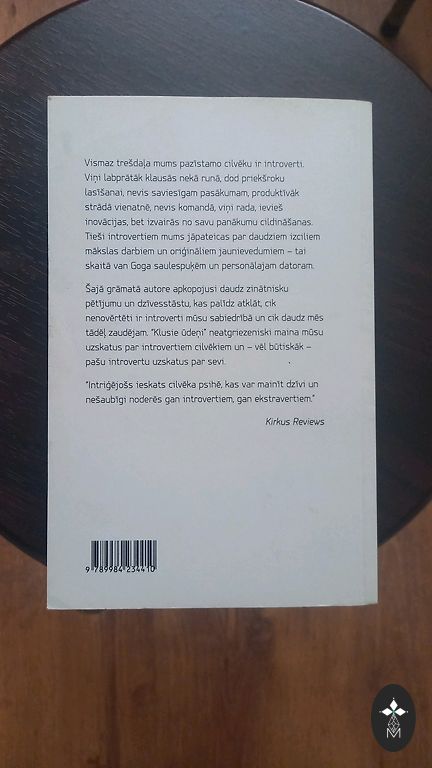 Vismaz trešdaļa mums pazīstamo cilvēku ir introverti.
Viņi labprātāk klausās nekā runā, dod priekšroku
lasīšanai, nevis saviesīgam pasākumam, produktīvāk
strādā vienatnē, nevis komandā, viņi rada, ievieš
inovācijas, bet izvairās no savu panākumu cildināšanas.
Tieši introvertiem mums jāpateicas par daudziem izciliem
mākslas darbiem un oriģināliem jaunievedumiem – tai
skaitā van Goga saulespuķēm un personālajam datoram.
Šajā grāmatā autore apkopojusi daudz zinātnisku
pētījumu un dzīvesstāstu, kas palīdz atklāt, cik
nenovērtēti ir introverti mūsu sabiedrībā un cik daudz mēs
tādēļ zaudējam. "Klusie ūdeņi" neatgriezeniski maina mūsu
uzskatus par introvertiem cilvēkiem un – vēl būtiskāk –
pašu introvertu uzskatus par sevi.
"Intriģējošs ieskats cilvēka psihē, kas var mainīt dzīvi un
nešaubīgi noderēs gan introvertiem, gan ekstravertiem."
Kirkus Reviews
9 789984 234410
M